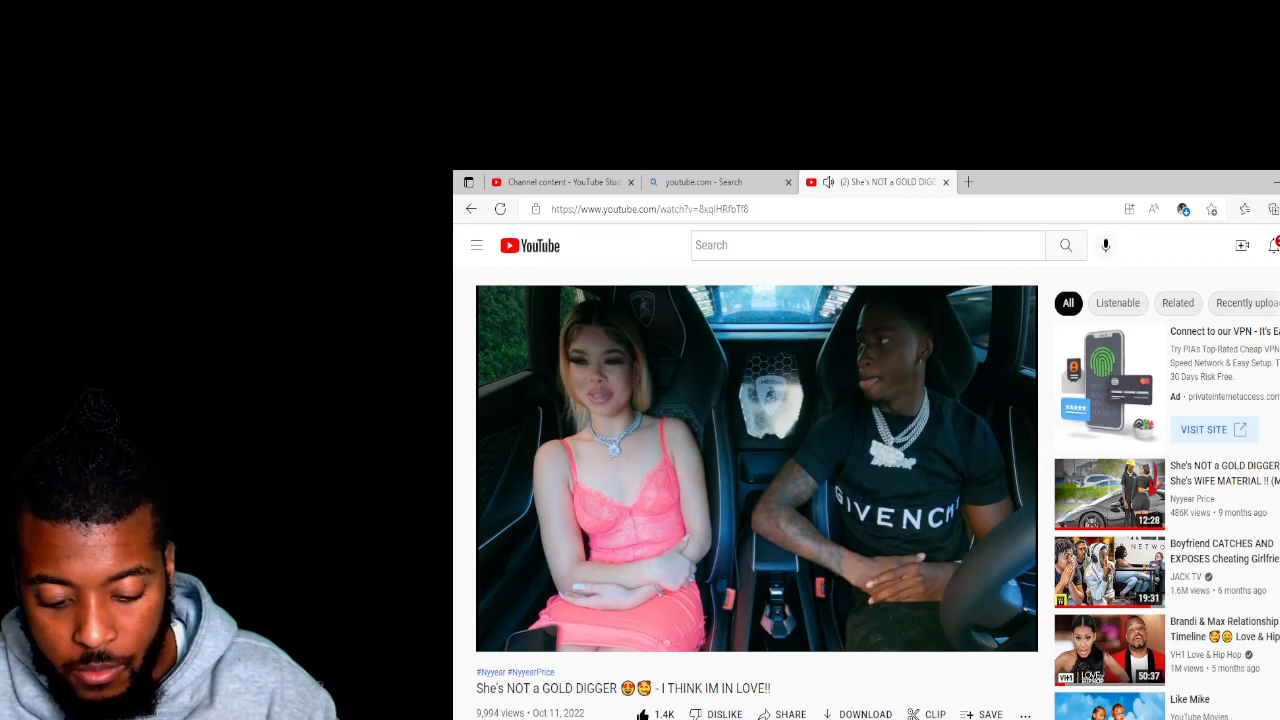 Channel content - YouTube Stud
youtube.com - Search
(2) She's NOT a GOLD DIGG
https://www.youtube.com/watch?v=8xqlHRfbTf8
YouTube
Search
All
Listenable
Related
Recently uploa
GIVENCH
Connect to our VPN - It's Ea
Try PIA's Top-Rated Cheap VPN
Speed Network & Easy Setup. T
30 Days Risk Free.
Ad • privateinternetaccess.com
VISIT SITE
She's NOT a GOLD DIGGER
She's WIFE MATERIAL !! (M
Nyyear Price
486K views • 9 months ago
12:28
Boyfriend CATCHES AND
EXPOSES Cheating Girlfrie
JACK TV
1.6M views • 6 months ago
19:31
Brandi & Max Relationship
Timeline 🥰😊 Love & Hip
VH1 Love & Hip Hop
1M views • 5 months ago
50:37
Like Mike
YouTube Movies
#Nyyear #NyyearPrice
She's NOT a GOLD DIGGER 😍🥰 - I THINK IM IN LOVE!!
9,994 views • Oct 11, 2022
1.4K
DISLIKE
SHARE
DOWNLOAD
CLIP
SAVE